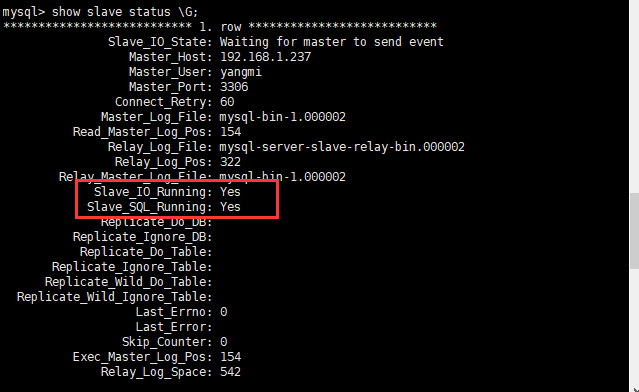 mysql> show slave status \G;
*************************** 1. row ***************************
Slave_IO_State: Waiting for master to send event
Master_Host: 192.168.1.237
Master_User: yangmi
Master_Port: 3306
Connect_Retry: 60
Master_Log_File: mysql-bin-1.000002
Read_Master_Log_Pos: 154
Relay_Log_File: mysql-server-slave-relay-bin.000002
Relay_Log_Pos: 322
Relay_Master_Log_File: mysql-bin-1.000002
Slave_IO_Running: Yes
Slave_SQL_Running: Yes
Replicate_Do_DB:
Replicate_Ignore_DB:
Replicate_Do_Table:
Replicate_Ignore_Table:
Replicate_Wild_Do_Table:
Replicate_Wild_Ignore_Table:
Last_Errno: 0
Last_Error:
Skip_Counter: 0
Exec_Master_Log_Pos: 154
Relay_Log_Space: 542